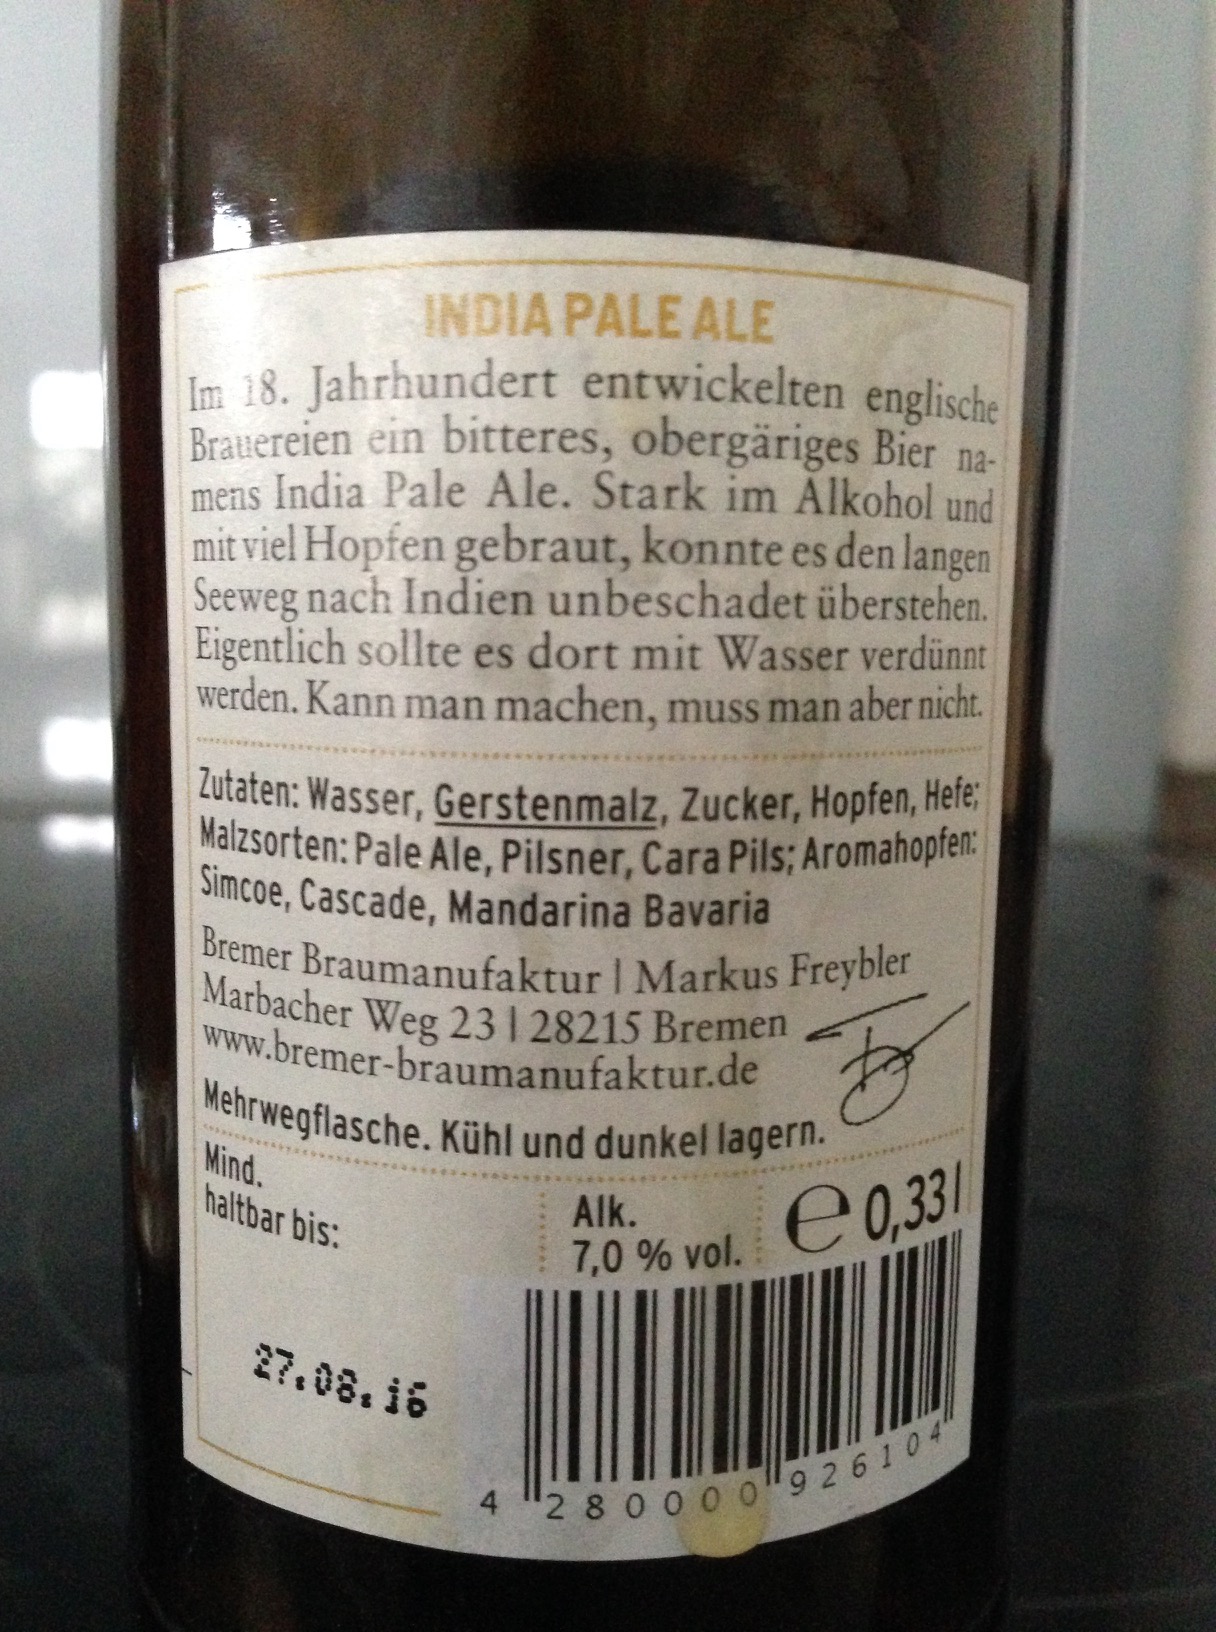 INDIA PALE ALE
Im 18. Jahrhundert entwickelten englische
Brauereien ein bitteres, obergäriges Bier na-
mens India Pale Ale. Stark im Alkohol und
mit viel Hopfen gebraut, konnte es den langen
Seeweg nach Indien unbeschadet überstehen.
Eigentlich sollte es dort mit Wasser verdünnt
werden. Kann man machen, muss man aber nicht.
Zutaten: Wasser, Gerstenmalz, Zucker, Hopfen, Hefe;
Malzsorten: Pale Ale, Pilsner, Cara Pils; Aromahopfen:
Simcoe, Cascade, Mandarina Bavaria
Bremer Braumanufaktur | Markus Freybler
Marbacher Weg 23 | 28215 Bremen
www.bremer-braumanufaktur.de
Mehrwegflasche. Kühl und dunkel lagern.
Mind.
haltbar bis:
27.08.16
Alk.
7,0 % vol.
℮ 0,33 l
4 280000 926104